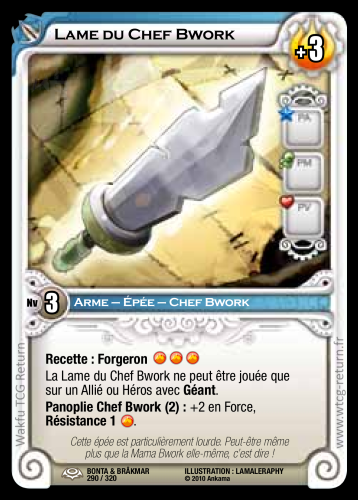 Lame du Chef Bwork
+3
PA
PM
PV
Nv 3
Arme – Épée – Chef Bwork
Recette : Forgeron
La Lame du Chef Bwork ne peut être jouée que
sur un Allié ou Héros avec Géant.
Panoplie Chef Bwork (2) : +2 en Force,
Résistance 1 .
Cette épée est particulièrement lourde. Peut-être même
plus que la Mama Bwork elle-même, c'est dire !
Wakfu TCG Return
www.wtcg-return.fr
BONTA & BRÂKMAR
290 / 320
ILLUSTRATION : LAMALERAPHY
© 2010 Ankama